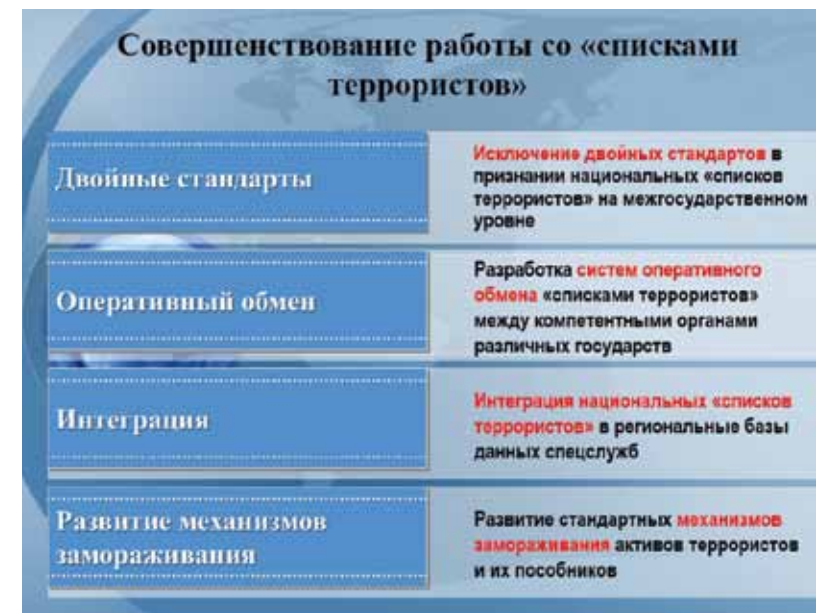 Совершенствование работы со «списками
террористов»
Двойные стандарты
Исключение двойных стандартов в
признании национальных «списков
террористов» на межгосударственном
уровне
Оперативный обмен
Разработка систем оперативного
обмена «списками террористов»
между компетентными органами
различных государств
Интеграция
Интеграция национальных «списков
террористов» в региональные базы
данных спецслужб
Развитие механизмов
замораживания
Развитие стандартных механизмов
замораживания активов террористов
и их пособников